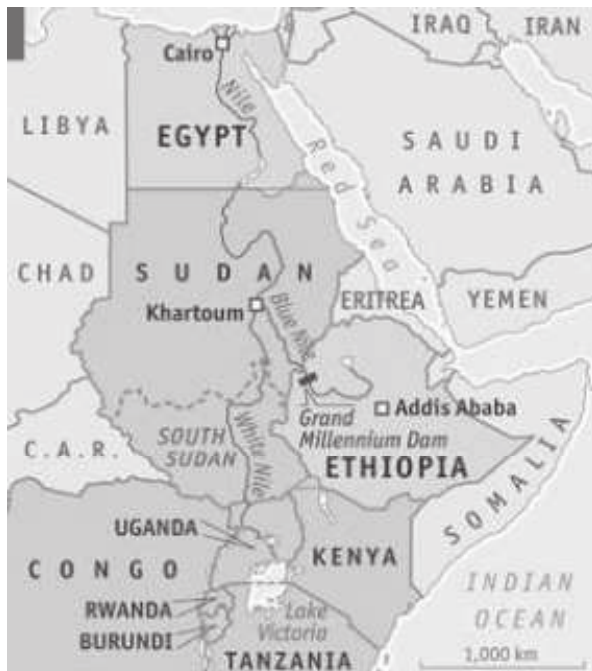 IRAQ
IRAN
Cairo
Nile
LIBYA
EGYPT
SAUDI
ARABIA
Red Sea
CHAD
SUDAN
Khartoum
Blue Nile
ERITREA
YEMEN
Addis Ababa
Grand
Millennium Dam
SOUTH
SUDAN
White Nile
C.A.R.
ETHIOPIA
SOMALIA
UGANDA
KENYA
CONGO
INDIAN
OCEAN
RWANDA
Lake
Victoria
BURUNDI
TANZANIA
1,000 km